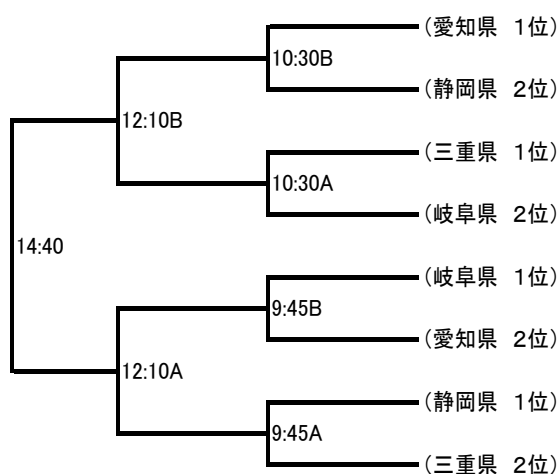 (愛知県　1位)
10:30B
(静岡県　2位)
12:10B
(三重県　1位)
10:30A
(岐阜県　2位)
14:40
(岐阜県　1位)
9:45B
(愛知県　2位)
12:10A
(静岡県　1位)
9:45A
(三重県　2位)